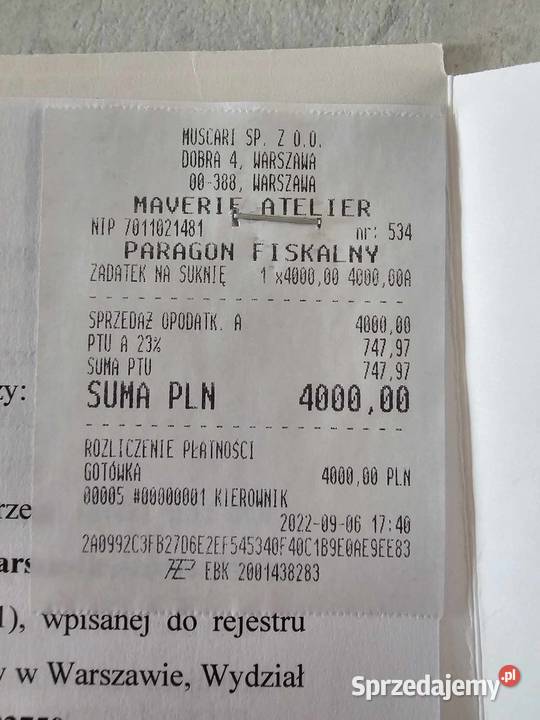 MUSCARI SP. Z O.O.
DOBRA 4, WARSZAWA
00-388, WARSZAWA
MAVERIE ATELIER
NIP 7011021481 nr: 534
PARAGON FISKALNY
ZADATEK NA SUKNIĘ 1 x4000,00 4000,00A
SPRZEDAŻ OPODATK. A 4000,00
PTU A 23% 747,97
SUMA PTU 747,97
SUMA PLN 4000,00
ROZLICZENIE PŁATNOŚCI
GOTÓWKA 4000,00 PLN
00005 #00000001 KIEROWNIK
2022-09-06 17:40
2A0992C3FB27D6E2EF545340F40C1B9E0AE9EE83
EBK 2001438283
zy:
rze
ars
1), wpisanej do rejestru
y w Warszawie, Wydział
Sprzedajemy.pl